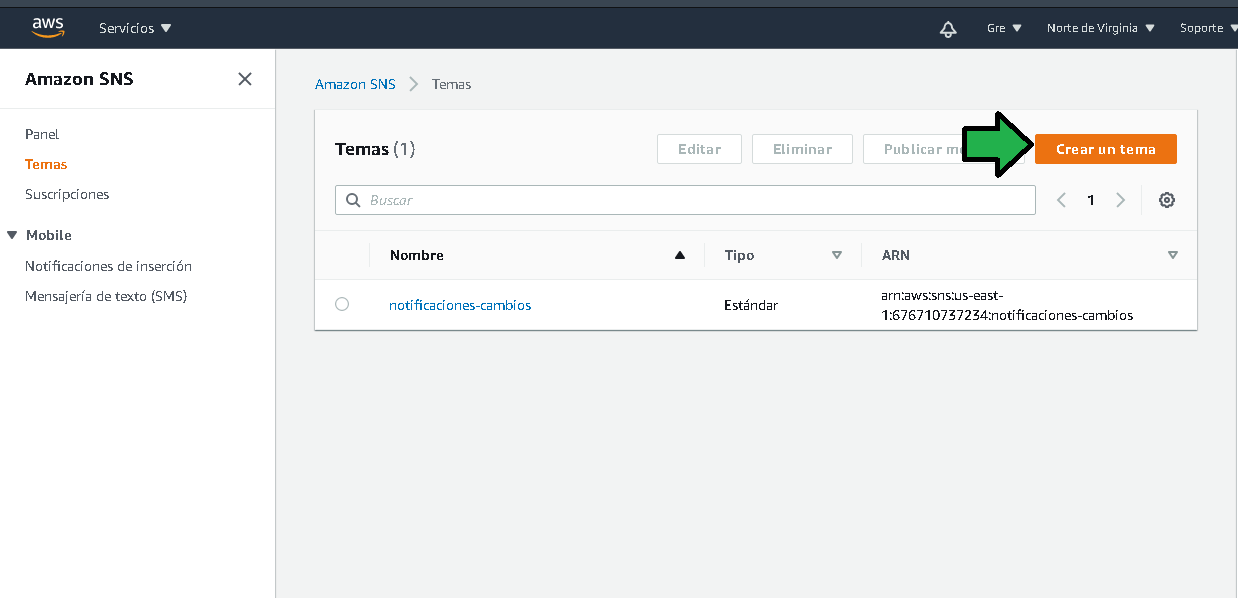 aws Servicios Gre Norte de Virginia Soporte
Amazon SNS
Panel
Temas
Suscripciones
Mobile
Notificaciones de inserción
Mensajería de texto (SMS)
Amazon SNS Temas
Temas (1) Editar Eliminar Publicar Crear un tema
Buscar 1
Nombre Tipo ARN
notificaciones-cambios Estándar arn:aws:sns:us-east-
1:676710737234:notificaciones-cambios